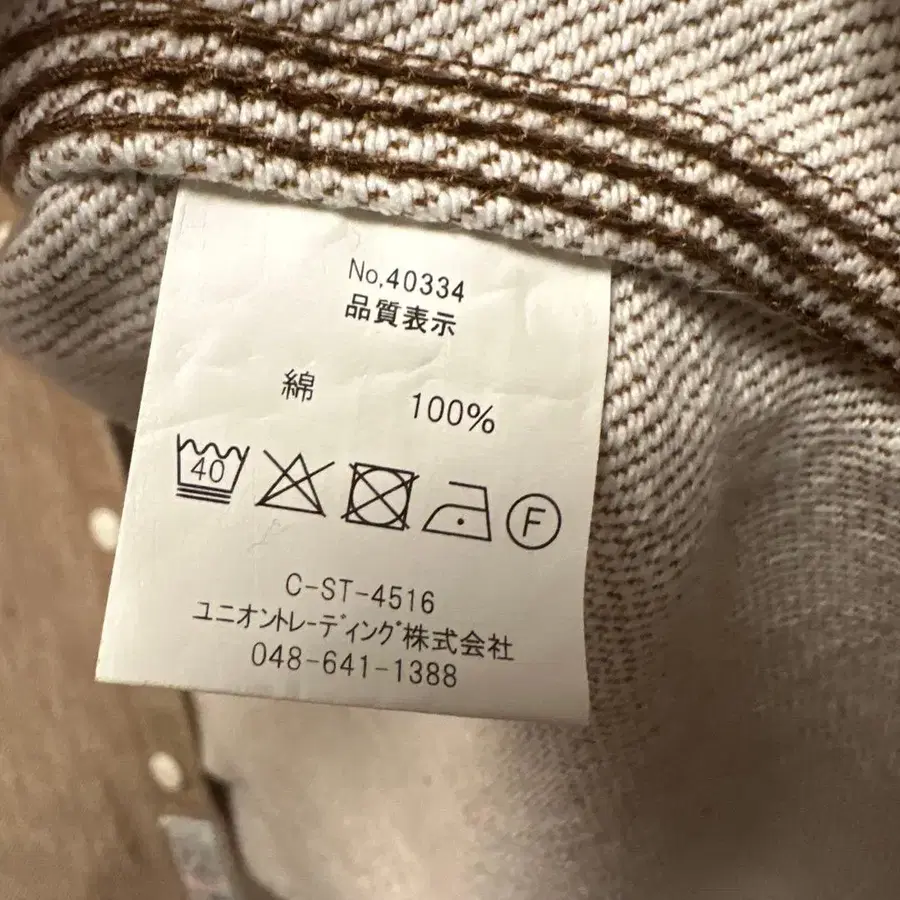 No,40334
品質表示
綿 100%
40 F
C-ST-4516
ユニオントレーディング株式会社
048-641-1388